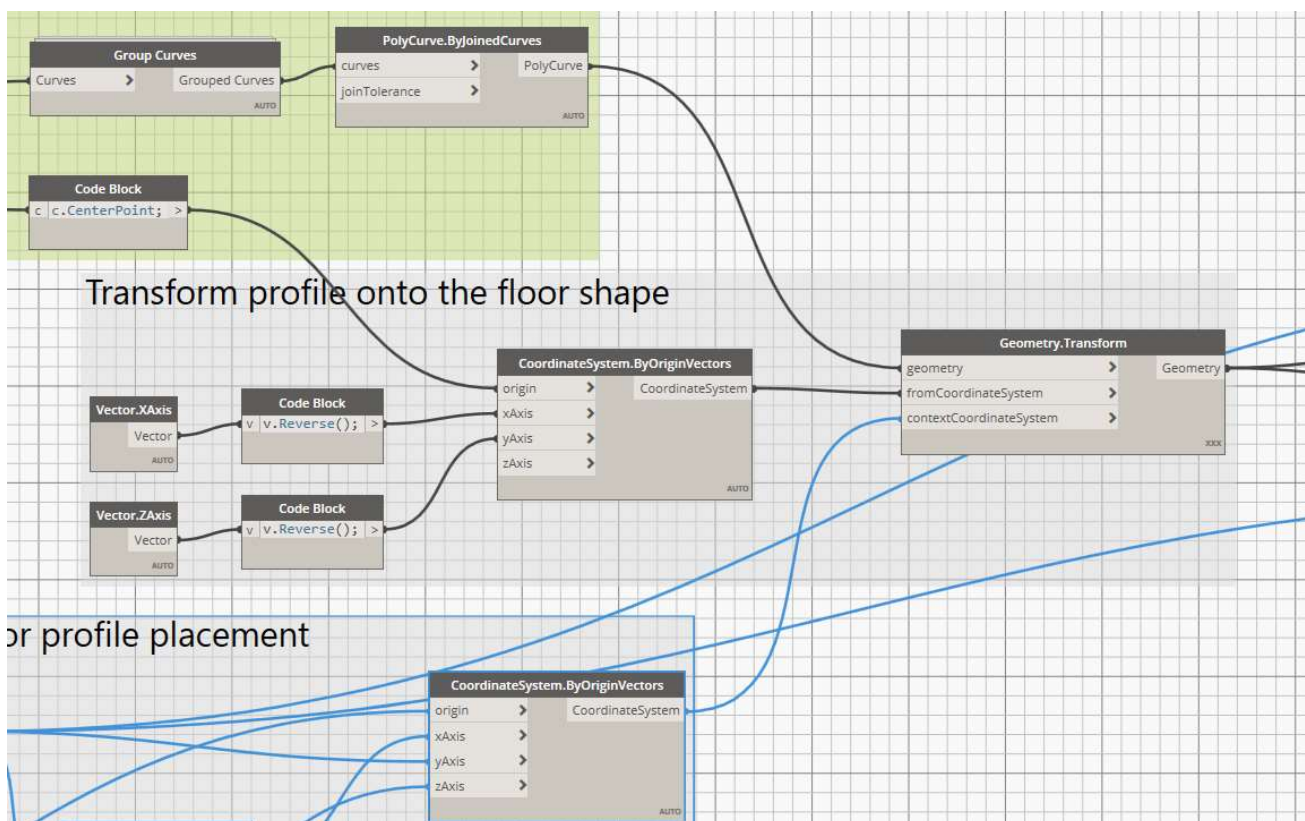 Group Curves
Curves > Grouped Curves
AUTO
PolyCurve.ByJoinedCurves
curves > PolyCurve
joinTolerance >
AUTO
Code Block
c c.CenterPoint; >
Transform profile onto the floor shape
Vector.XAxis
Vector
AUTO
Code Block
v v.Reverse(); >
Vector.ZAxis
Vector
AUTO
Code Block
v v.Reverse(); >
CoordinateSystem.ByOriginVectors
origin > CoordinateSystem
xAxis >
yAxis >
zAxis >
AUTO
Geometry.Transform
geometry > Geometry
fromCoordinateSystem >
contextCoordinateSystem >
XXX
or profile placement
CoordinateSystem.ByOriginVectors
origin > CoordinateSystem
xAxis >
yAxis >
zAxis >
AUTO